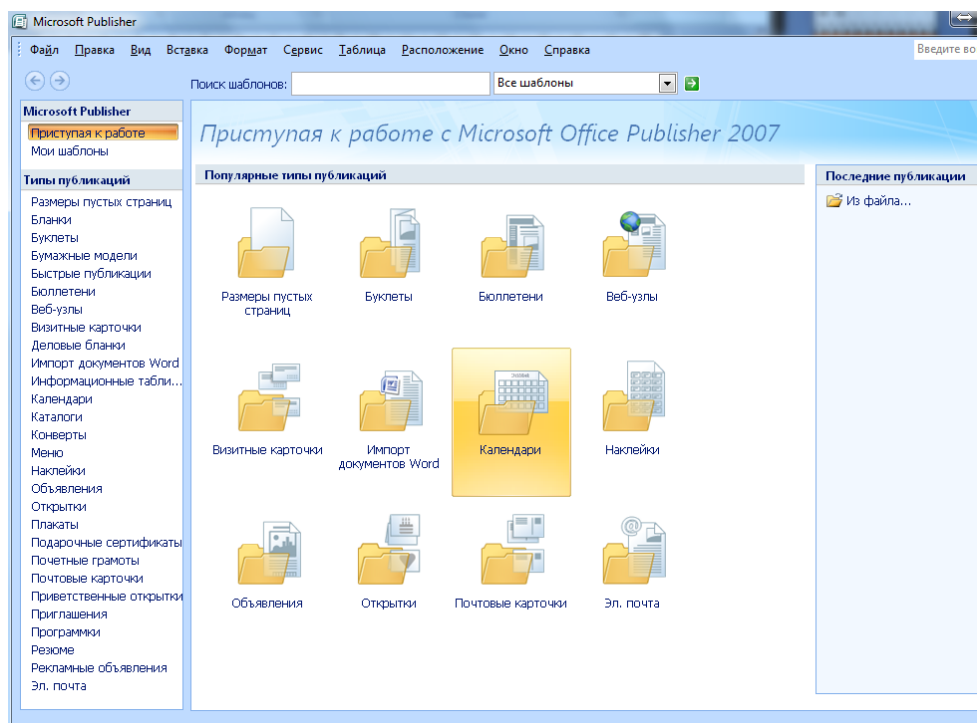 Microsoft Publisher
Файл Правка Вид Вставка Формат Сервис Таблица Расположение Окно Справка
Введите во
Поиск шаблонов: Все шаблоны
Microsoft Publisher
Приступая к работе
Мои шаблоны
Типы публикаций
Размеры пустых страниц
Бланки
Буклеты
Бумажные модели
Быстрые публикации
Бюллетени
Веб-узлы
Визитные карточки
Деловые бланки
Импорт документов Word
Информационные табли...
Календари
Каталоги
Конверты
Меню
Наклейки
Объявления
Открытки
Плакаты
Подарочные сертификаты
Почетные грамоты
Почтовые карточки
Приветственные открытки
Приглашения
Программки
Резюме
Рекламные объявления
Эл. почта
Приступая к работе с Microsoft Office Publisher 2007
Популярные типы публикаций
Размеры пустых
страниц
Буклеты
Бюллетени
Веб-узлы
Визитные карточки
Импорт
документов Word
Календари
Наклейки
Объявления
Открытки
Почтовые карточки
Эл. почта
Последние публикации
Из файла...